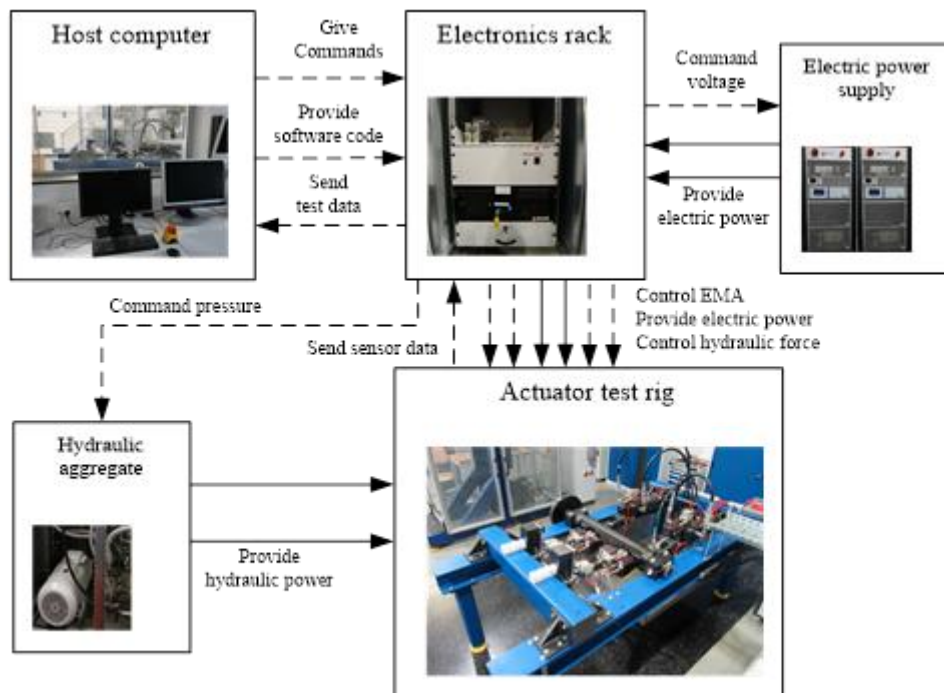 Host computer
Give
Commands
Provide
software code
Send
test data
Electronics rack
Command
voltage
Provide
electric power
Electric power
supply
Command pressure
Send sensor data
Control EMA
Provide electric power
Control hydraulic force
Hydraulic
aggregate
Provide
hydraulic power
Actuator test rig